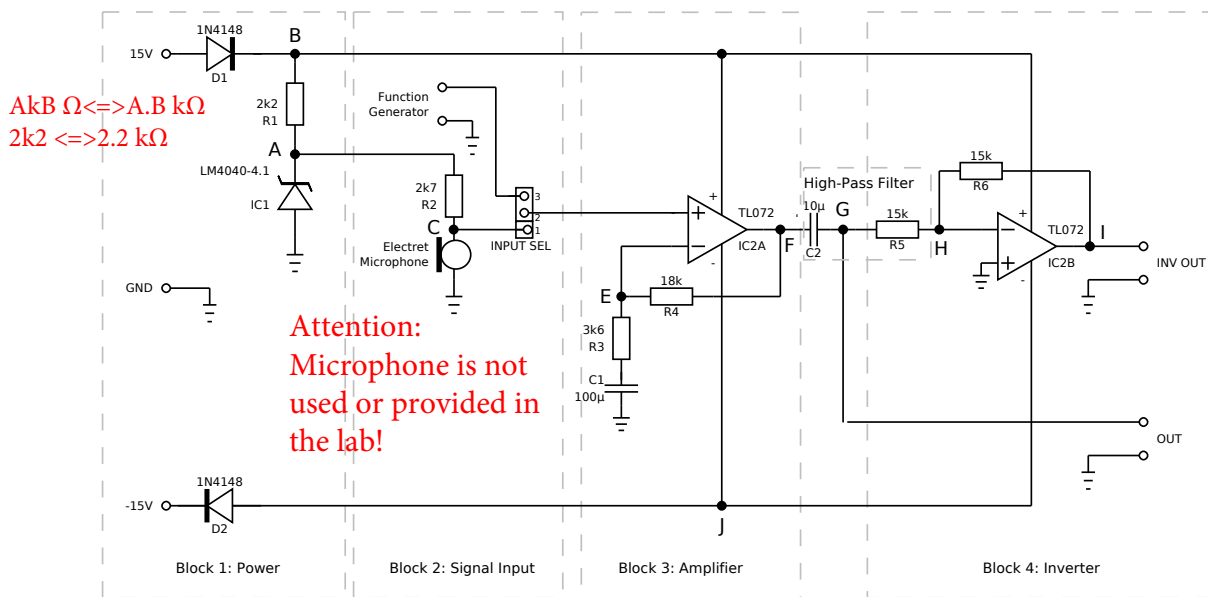 1N4148
B
15V
D1
AkB Ω<=>A.B kΩ
2k2 <=>2.2 kΩ
2k2
R1
A
LM4040-4.1
IC1
GND
-15V
1N4148
D2
Block 1: Power
Function
Generator
2k7
R2
C
Electret
Microphone
3
2
1
INPUT SEL
Attention:
Microphone is not
used or provided in
the lab!
Block 2: Signal Input
+
+
−
-
TL072
IC2A
F
E
18k
R4
3k6
R3
C1
100µ
J
Block 3: Amplifier
High-Pass Filter
10µ
C2
G
15k
R5
H
15k
R6
+
−
+
-
TL072
IC2B
I
INV OUT
OUT
Block 4: Inverter